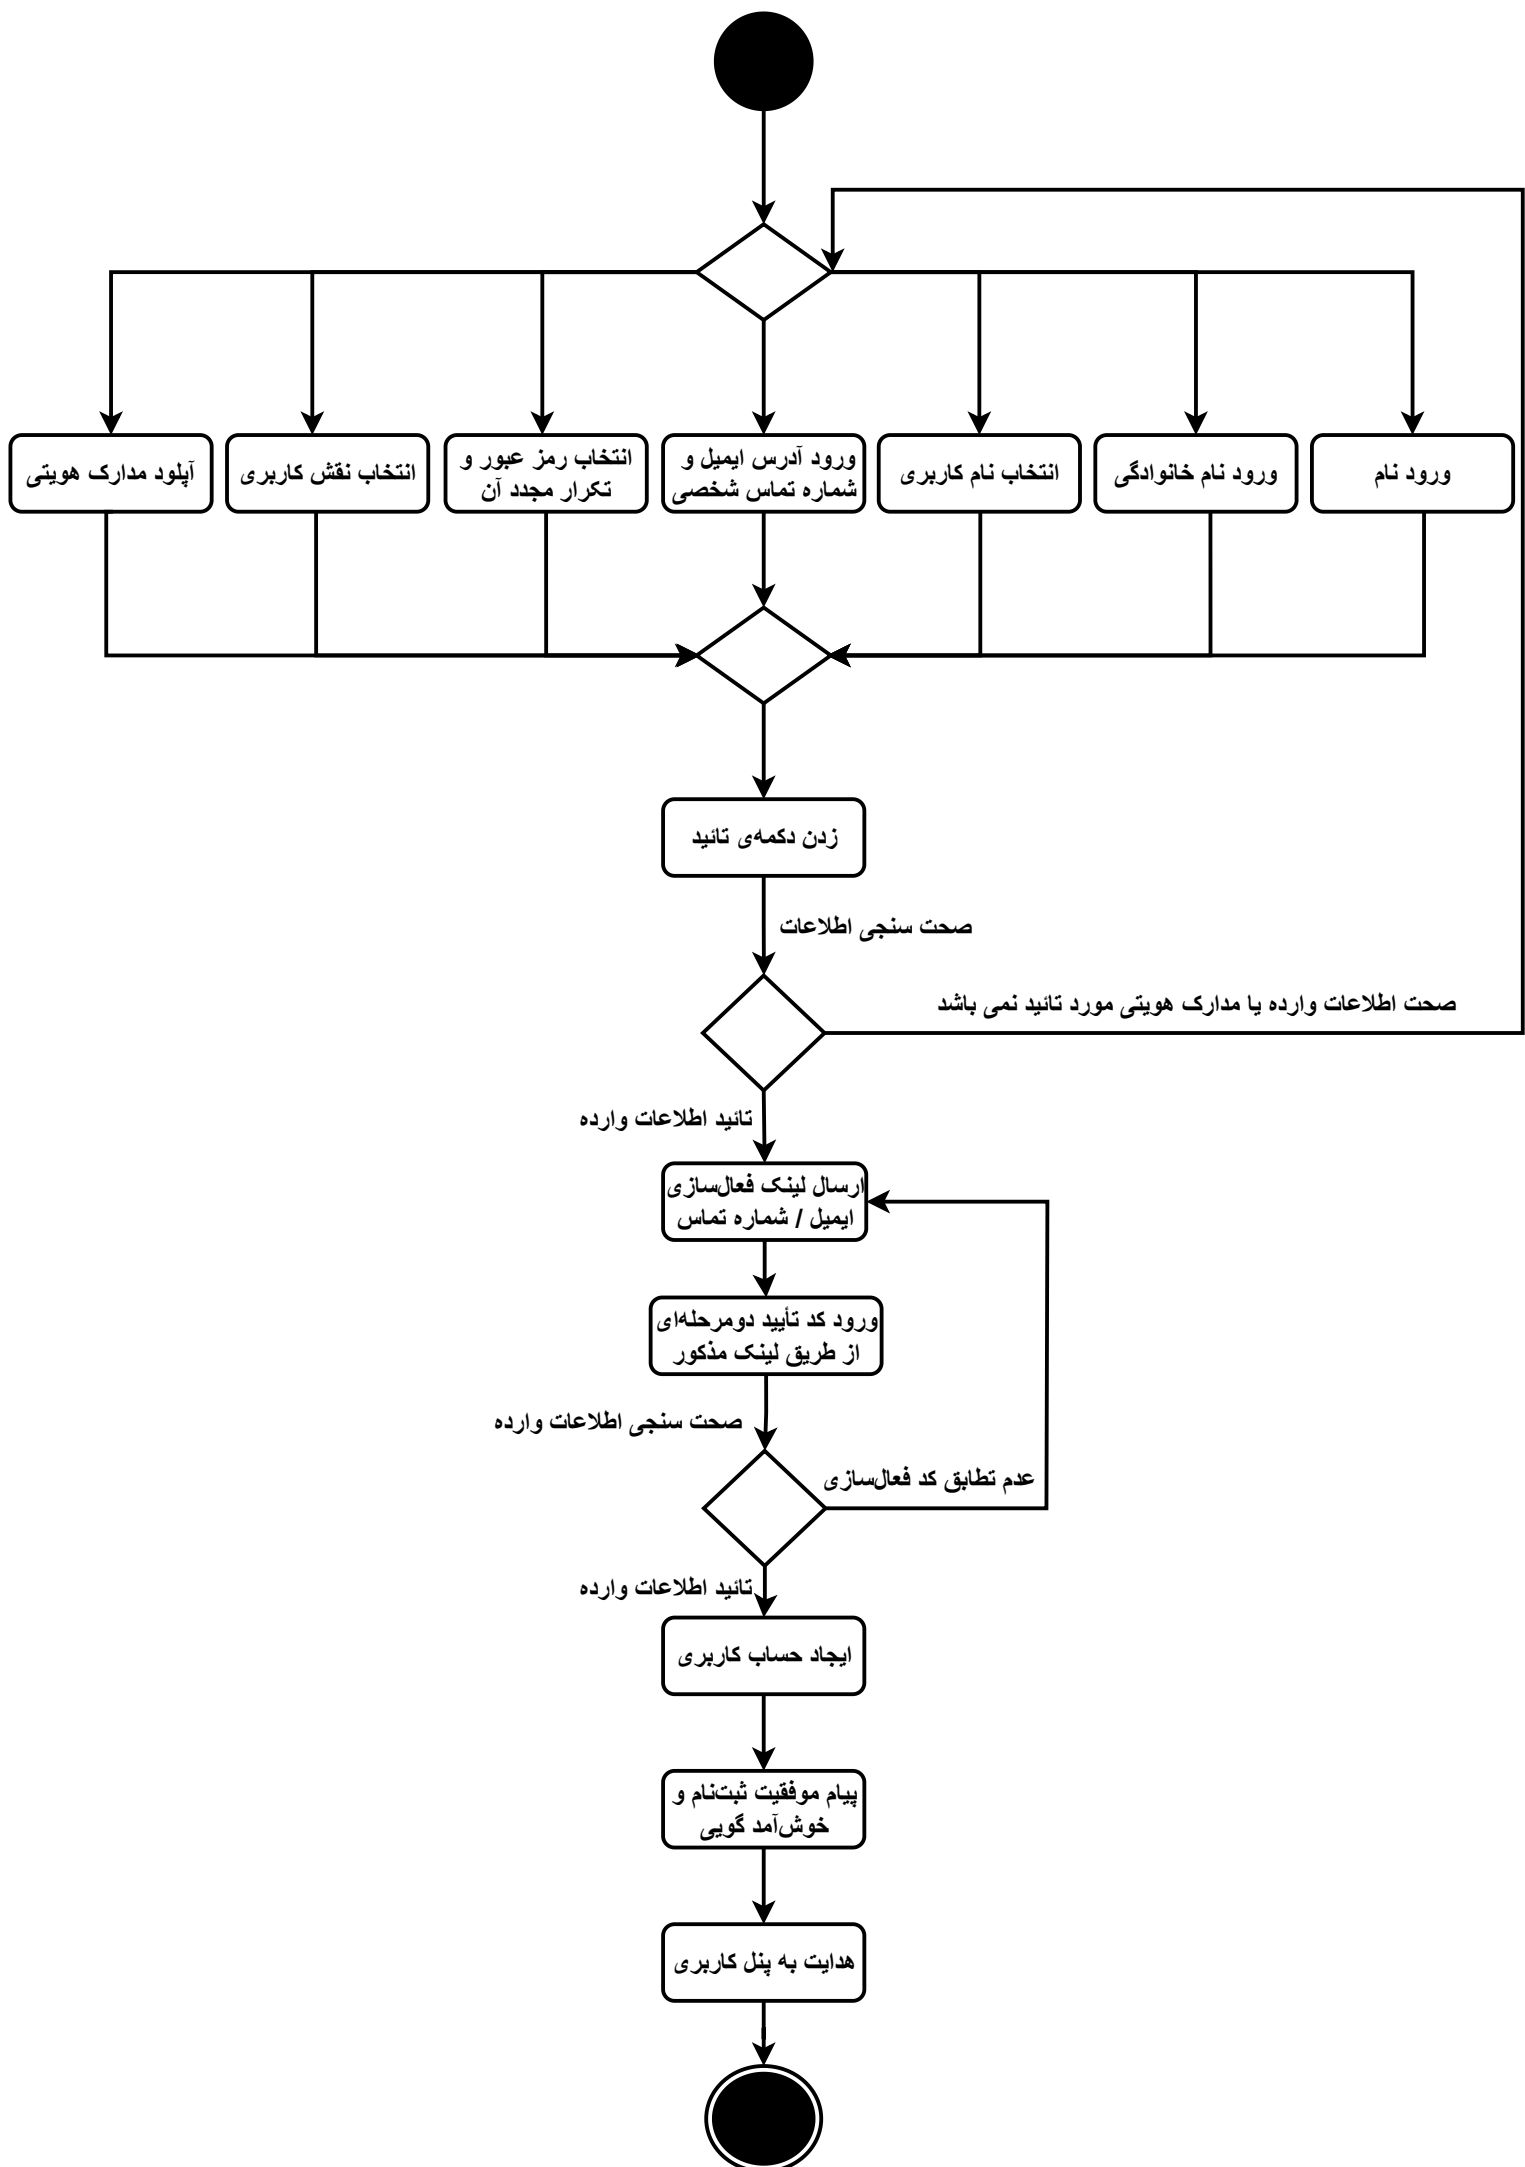 ورود نام
ورود نام خانوادگی
انتخاب نام کاربری
ورود آدرس ایمیل و
شماره تماس شخصی
انتخاب رمز عبور و
تکرار مجدد آن
انتخاب نقش کاربری
آپلود مدارک هویتی
زدن دکمه‌ی تائید
صحت سنجی اطلاعات
صحت اطلاعات وارده یا مدارک هویتی مورد تائید نمی باشد
تائید اطلاعات وارده
ارسال لینک فعال‌سازی
ایمیل / شماره تماس
ورود کد تأیید دومرحله‌ای
از طریق لینک مذکور
صحت سنجی اطلاعات وارده
عدم تطابق کد فعال‌سازی
تائید اطلاعات وارده
ایجاد حساب کاربری
پیام موفقیت ثبت‌نام و
خوش‌آمد گویی
هدایت به پنل کاربری